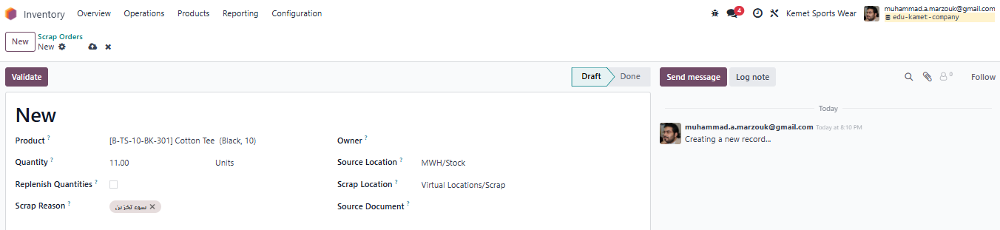 Inventory Overview Operations Products Reporting Configuration 4 Kemet Sports Wear muhammad.a.marzouk@gmail.com
edu-kamet-company
New Scrap Orders
New
Validate Draft Done Send message Log note 0 Follow
New
Today
Product ? [B-TS-10-BK-301] Cotton Tee (Black, 10) Owner ?
muhammad.a.marzouk@gmail.com Today at 8:10 PM
Creating a new record...
Quantity ? 11.00 Units Source Location ? MWH/Stock
Replenish Quantities ? Scrap Location ? Virtual Locations/Scrap
Scrap Reason ? سوء تخزين Source Document ?